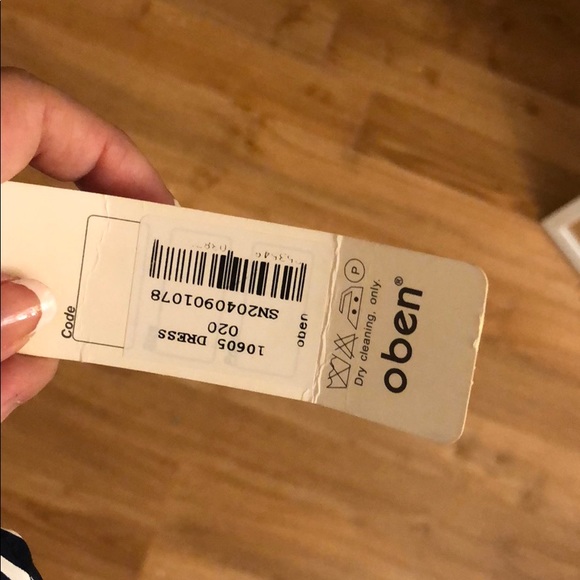 oben®
Dry cleaning, only.
P
oben
SN2040901078
020
10605 DRESS
Code